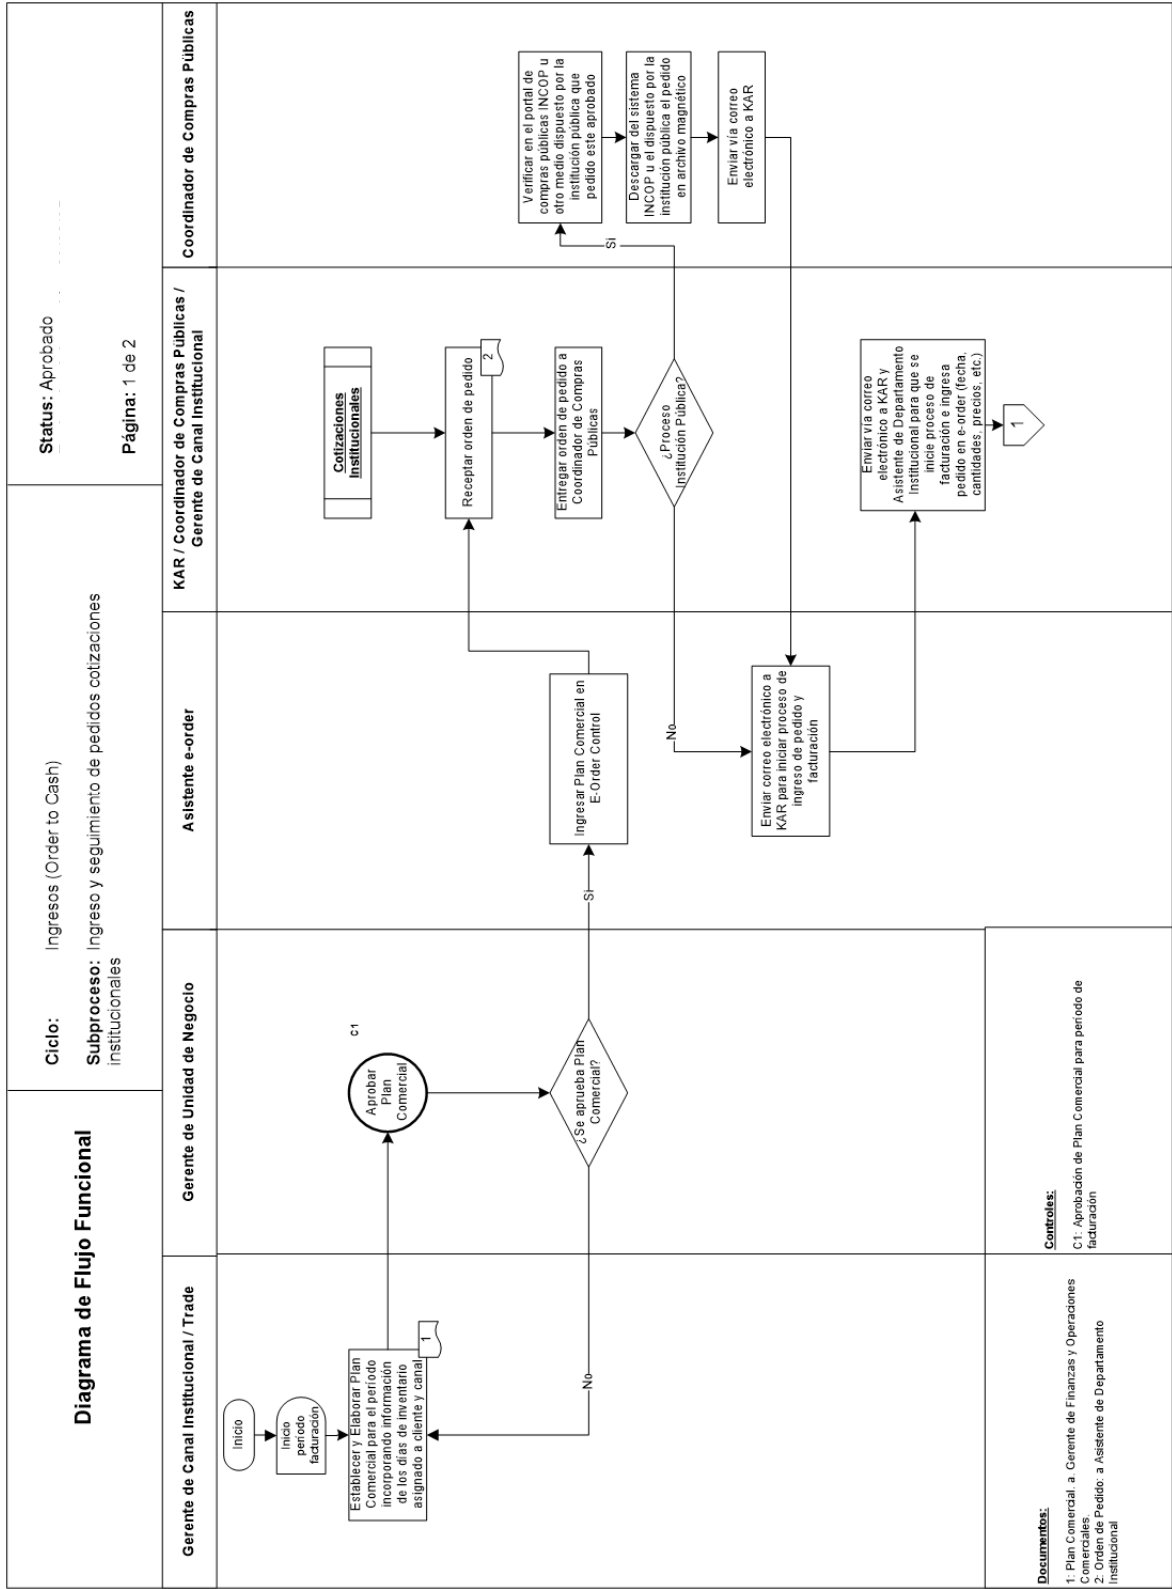 Diagrama de Flujo Funcional
Ciclo: Ingresos (Order to Cash)
Subproceso: Ingreso y seguimiento de pedidos cotizaciones
institucionales
Status: Aprobado
Página: 1 de 2
Gerente de Canal Institucional / Trade
Gerente de Unidad de Negocio
Asistente e-order
KAR / Coordinador de Compras Públicas /
Gerente de Canal Institucional
Coordinador de Compras Públicas
Inicio
Inicio
periodo
facturación
Establecer y Elaborar Plan
Comercial para el período
incorporando información
de los días de inventario
asignado a cliente y canal
1
Aprobar
Plan
Comercial
C1
¿Se aprueba Plan
Comercial?
No
Si
Ingresar Plan Comercial en
E-Order Control
Cotizaciones
Institucionales
Receptar orden de pedido
2
Entregar orden de pedido a
Coordinador de Compras
Públicas
¿Proceso
Institución Pública?
No
Si
Verificar en el portal de
compras públicas INCOP u
otro medio dispuesto por la
institución pública que
pedido este aprobado
Descargar del sistema
INCOP u el dispuesto por la
institución pública el pedido
en archivo magnético
Enviar vía correo
electrónico a KAR
Enviar correo electrónico a
KAR para iniciar proceso de
ingreso de pedido y
facturación
Enviar vía correo
electrónico a KAR y
Asistente de Departamento
Institucional para que se
inicie proceso de
facturación e ingresa
pedido en e-order (fecha,
cantidades, precios, etc.)
1
Documentos:
1: Plan Comercial. a. Gerente de Finanzas y Operaciones
Comerciales.
2: Orden de Pedido: a Asistente de Departamento
Institucional
Controles:
C1: Aprobación de Plan Comercial para período de
facturación